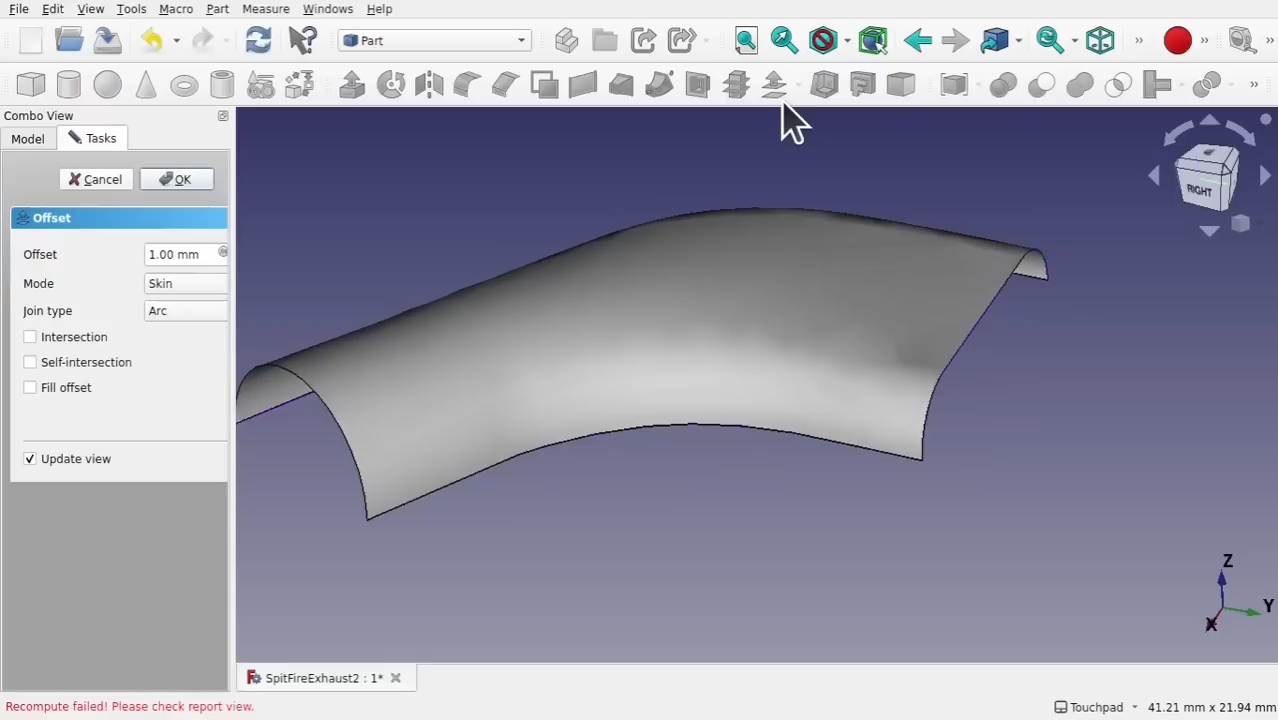 File Edit View Tools Macro Part Measure Windows Help
Part
» » »
»
Combo View
Model Tasks
Cancel OK
Offset
Offset 1.00 mm
Mode Skin
Join type Arc
Intersection
Self-intersection
Fill offset
Update view
RIGHT
Z
Y
X
SpitFireExhaust2 : 1*
Recompute failed! Please check report view. Touchpad 41.21 mm x 21.94 mm